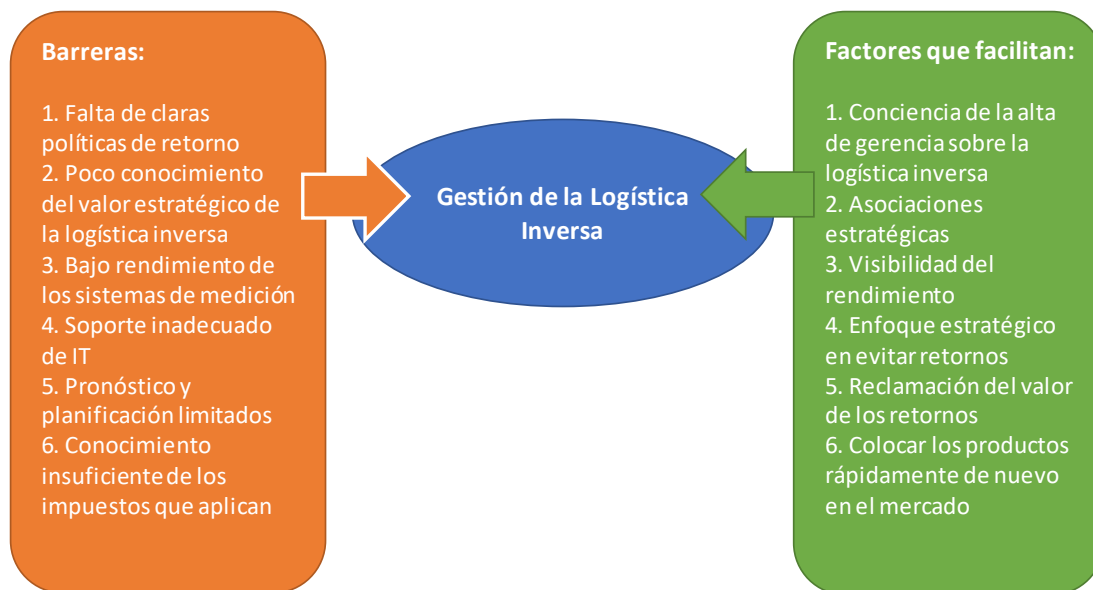 Barreras:
1. Falta de claras
políticas de retorno
2. Poco conocimiento
del valor estratégico de
la logística inversa
3. Bajo rendimiento de
los sistemas de medición
4. Soporte inadecuado
de IT
5. Pronóstico y
planificación limitados
6. Conocimiento
insuficiente de los
impuestos que aplican
Gestión de la Logística
Inversa
Factores que facilitan:
1. Conciencia de la alta
de gerencia sobre la
logística inversa
2. Asociaciones
estratégicas
3. Visibilidad del
rendimiento
4. Enfoque estratégico
en evitar retornos
5. Reclamación del valor
de los retornos
6. Colocar los productos
rápidamente de nuevo
en el mercado